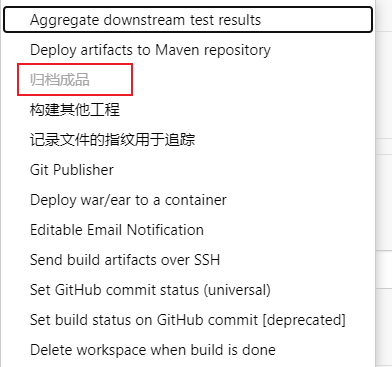 Aggregate downstream test results
Deploy artifacts to Maven repository
归档成品
构建其他工程
记录文件的指纹用于追踪
Git Publisher
Deploy war/ear to a container
Editable Email Notification
Send build artifacts over SSH
Set GitHub commit status (universal)
Set build status on GitHub commit [deprecated]
Delete workspace when build is done